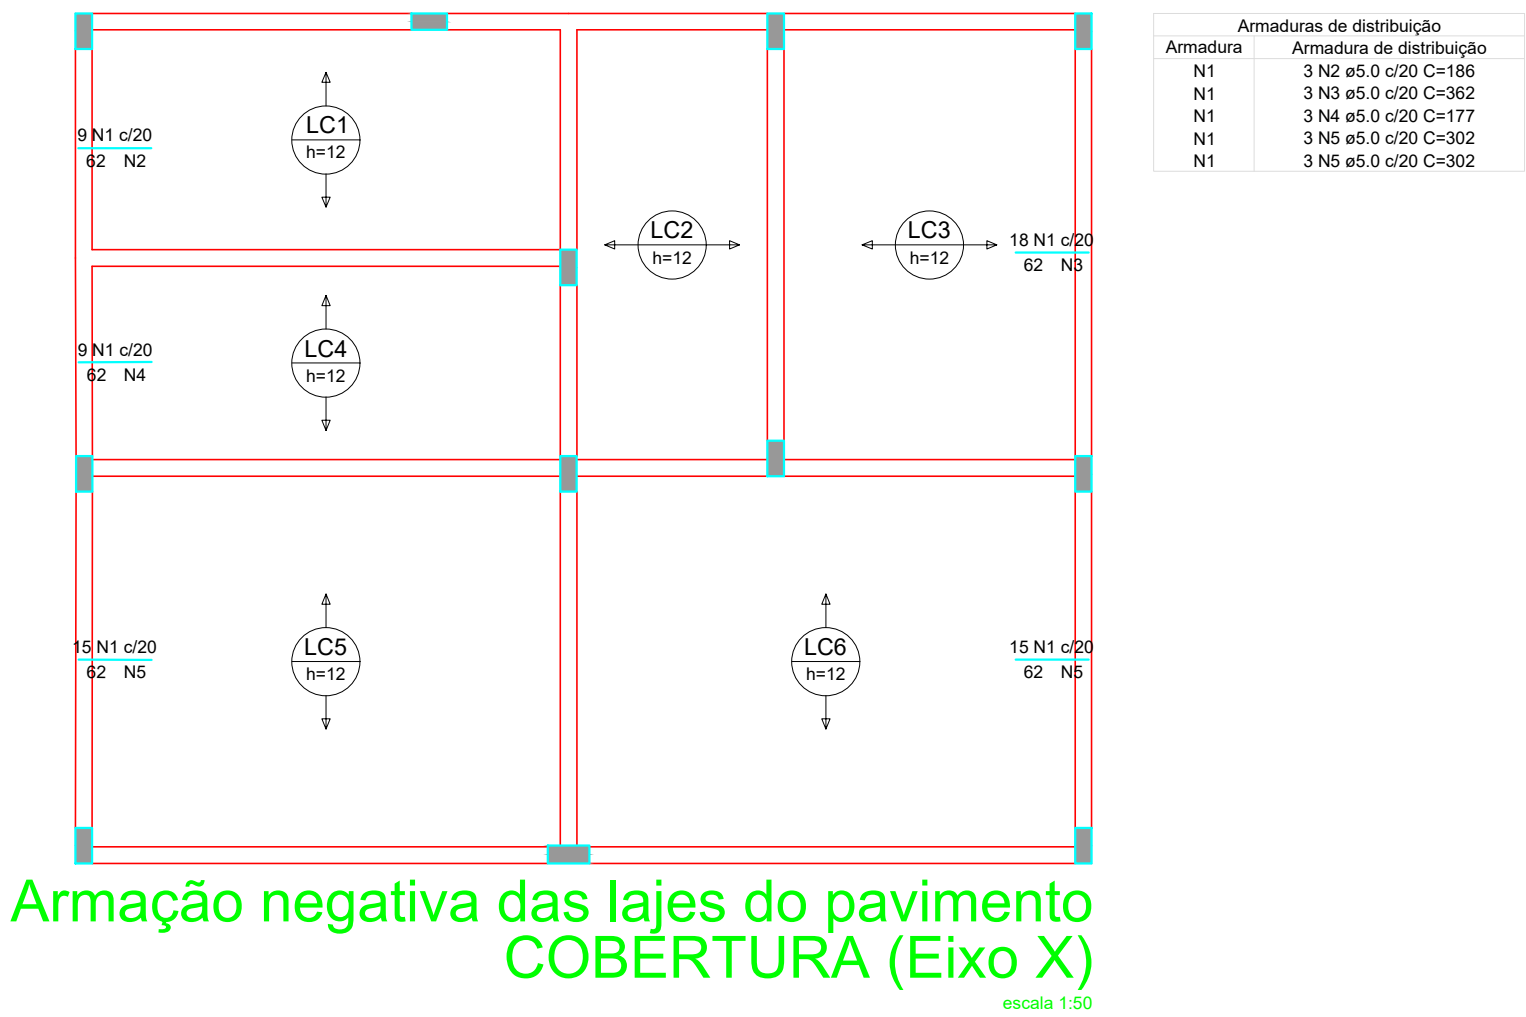 Armaduras de distribuição
Armadura Armadura de distribuição
N1 3 N2 ø5.0 c/20 C=186
N1 3 N3 ø5.0 c/20 C=362
N1 3 N4 ø5.0 c/20 C=177
N1 3 N5 ø5.0 c/20 C=302
N1 3 N5 ø5.0 c/20 C=302
LC1
h=12
9 N1 c/20
62 N2
LC2
h=12
LC3
h=12
18 N1 c/20
62 N3
LC4
h=12
9 N1 c/20
62 N4
LC5
h=12
15 N1 c/20
62 N5
LC6
h=12
15 N1 c/20
62 N5
Armação negativa das lajes do pavimento
COBERTURA (Eixo X)
escala 1:50